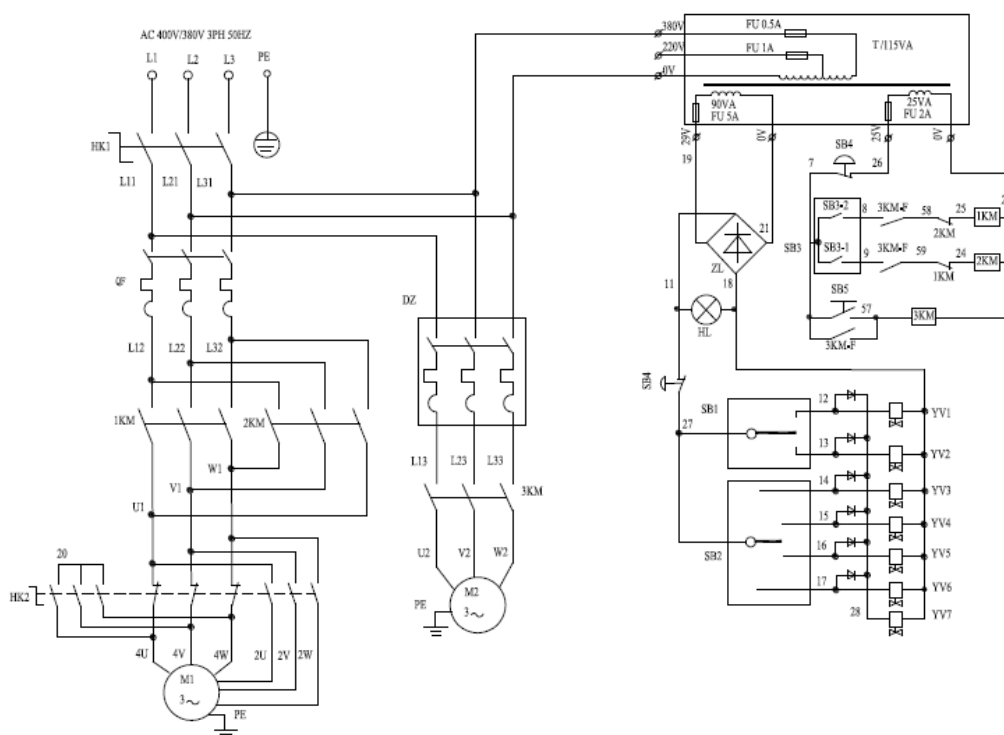 AC 400V/380V 3PH 50HZ
L1 L2 L3 PE
380V FU 0.5A
220V FU 1A T/115VA
0V
90VA
FU 5A
25VA
FU 2A
29V 0V 25V 0V
19
HK1
L11 L21 L31
SB4
7 26
SB3-2 8 3KM-F 58 25 1KM 2
2KM
SB3
SB3-1 9 3KM-F 59 24 2KM
1KM
21
ZL
18
11
HL
SB5
57
3KM
3KM-F
QF
DZ
L12 L22 L32
SB4
27
1KM 2KM
W1
V1
U1
L13 L23 L33
3KM
U2 V2 W2
M2
3~
PE
SB1
12 YV1
13 YV2
14 YV3
15 YV4
SB2
16 YV5
17 YV6
28 YV7
20
HK2
4U 4V 4W 2U 2V 2W
M1
3~
PE